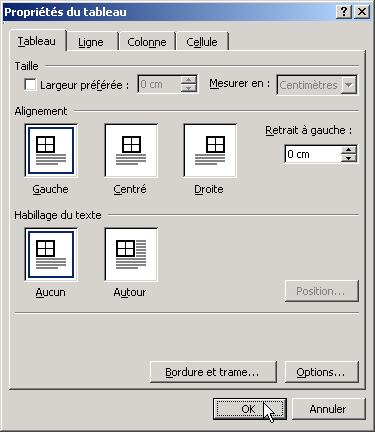 Propriétés du tableau
Tableau Ligne Colonne Cellule
Taille
Largeur préférée : 0 cm Mesurer en : Centimètres
Alignement
Retrait à gauche :
0 cm
Gauche Centré Droite
Habillage du texte
Aucun Autour
Position...
Bordure et trame... Options...
OK Annuler